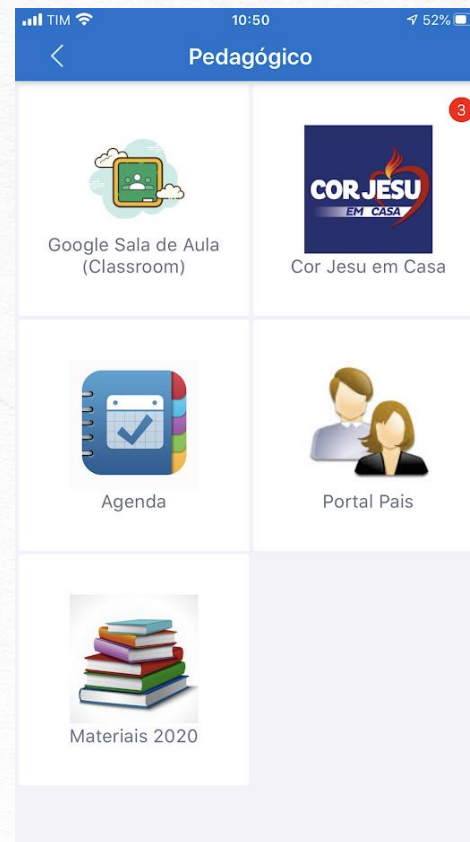 TIM 10:50 52%
Pedagógico
3
Google Sala de Aula
(Classroom)
COR JESU
EM CASA
Cor Jesu em Casa
Agenda
Portal Pais
Materiais 2020